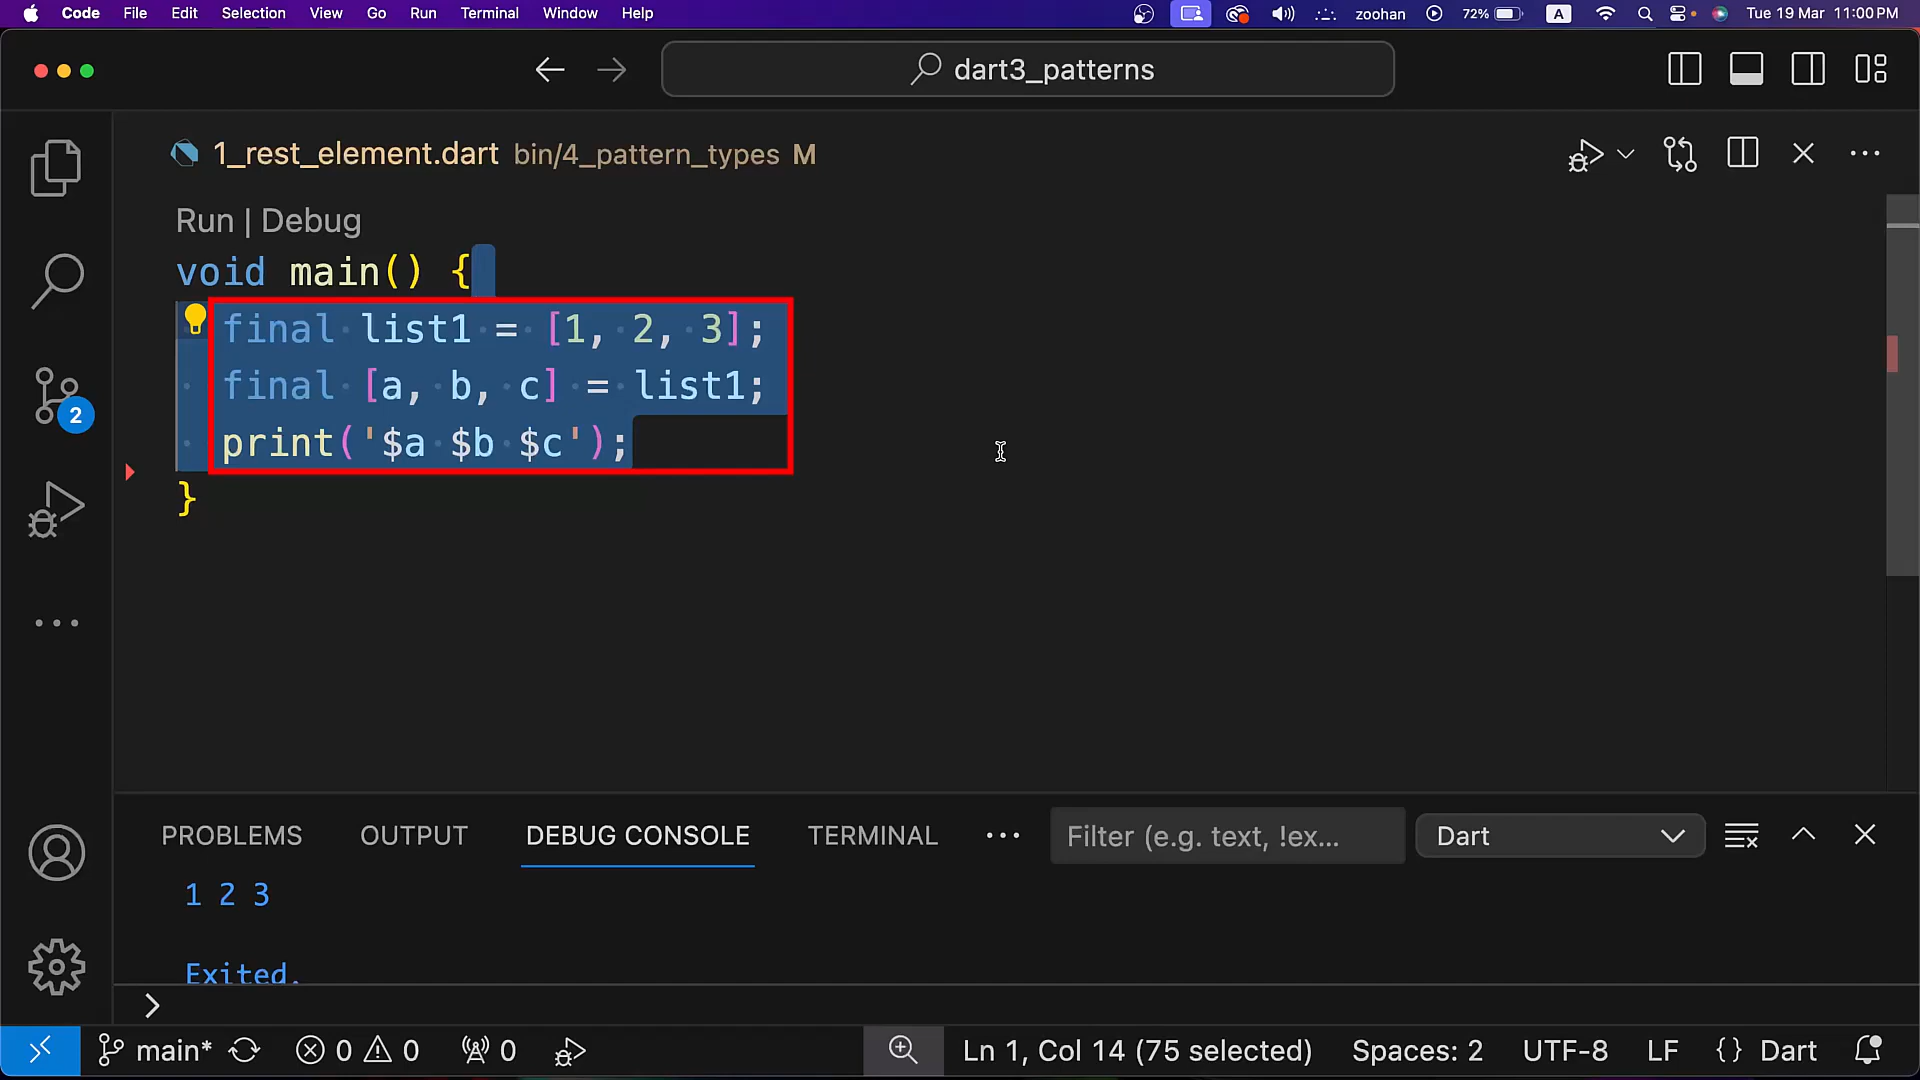 Code File Edit Selection View Go Run Terminal Window Help zoohan 72% A Tue 19 Mar 11:00 PM
dart3_patterns
1_rest_element.dart bin/4_pattern_types M
Run | Debug
void main() {
final list1 = [1, 2, 3];
final [a, b, c] = list1;
print('$a $b $c');
}
2
PROBLEMS OUTPUT DEBUG CONSOLE TERMINAL ··· Filter (e.g. text, !ex... Dart
1 2 3
Exited.
main* 0 0 0 Ln 1, Col 14 (75 selected) Spaces: 2 UTF-8 LF {} Dart